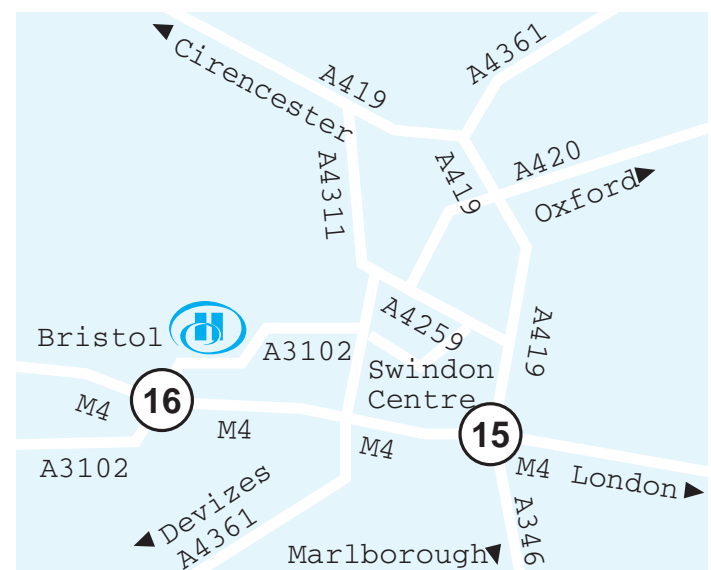 A4361
Cirencester
A419
A420
A419
A4311
Oxford
Bristol
A4259
A419
A3102
Swindon
Centre
M4
16
M4
15
M4
A3102
M4
London
Devizes
A4361
A346
Marlborough